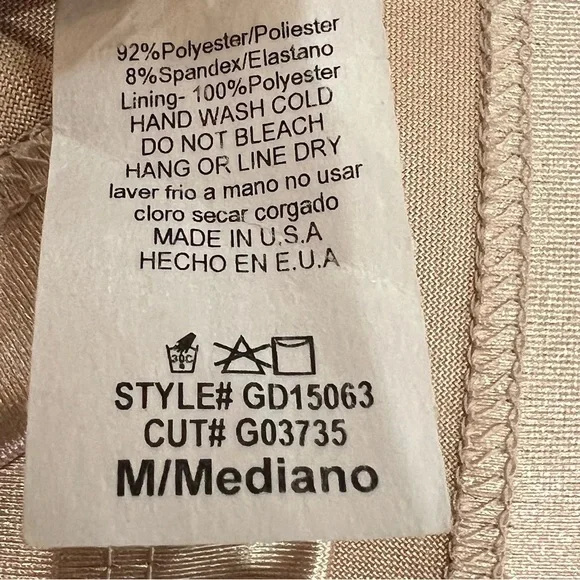 92%Polyester/Poliester
8%Spandex/Elastano
Lining- 100%Polyester
HAND WASH COLD
DO NOT BLEACH
HANG OR LINE DRY
laver frio a mano no usar
cloro secar corgado
MADE IN U.S.A
HECHO EN E.U.A
30C
STYLE# GD15063
CUT# G03735
M/Mediano